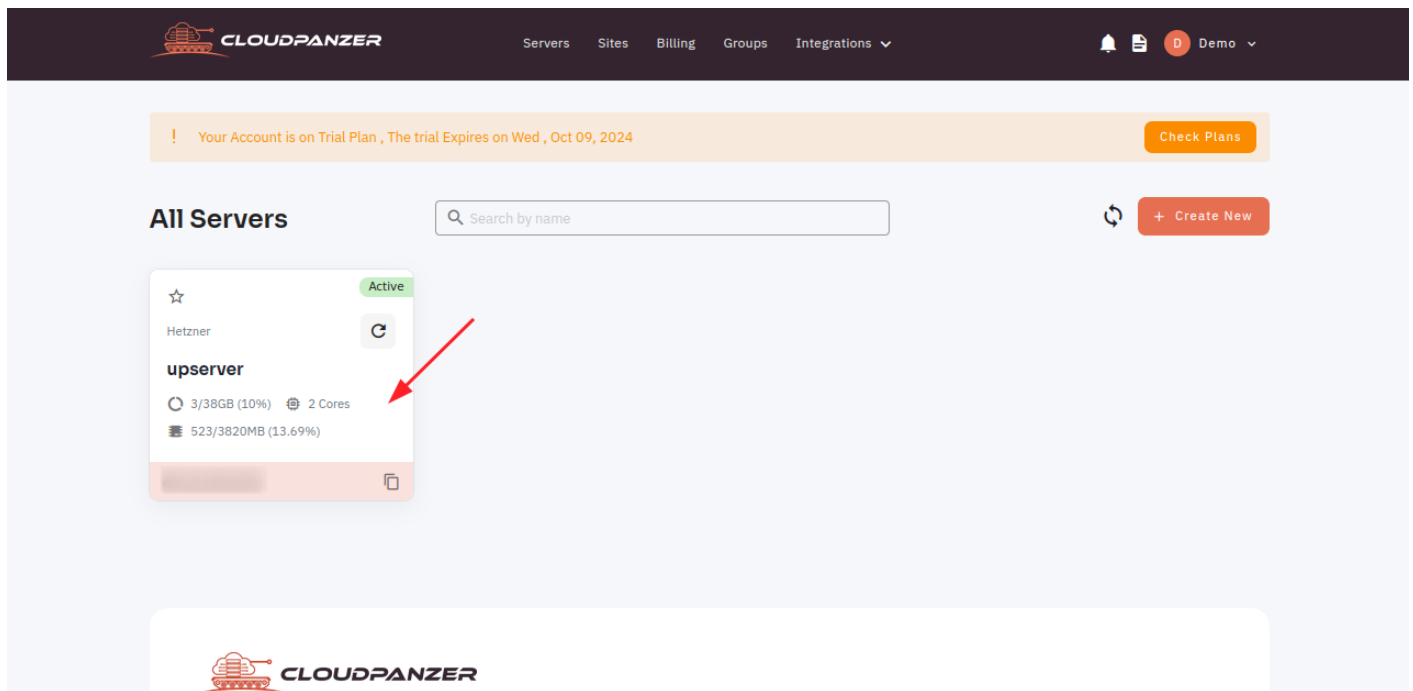 CLOUDPANZER
Servers Sites Billing Groups Integrations
D Demo
! Your Account is on Trial Plan , The trial Expires on Wed , Oct 09, 2024
Check Plans
All Servers
Search by name
+ Create New
Active
Hetzner
upserver
3/38GB (10%) 2 Cores
523/3820MB (13.69%)
CLOUDPANZER